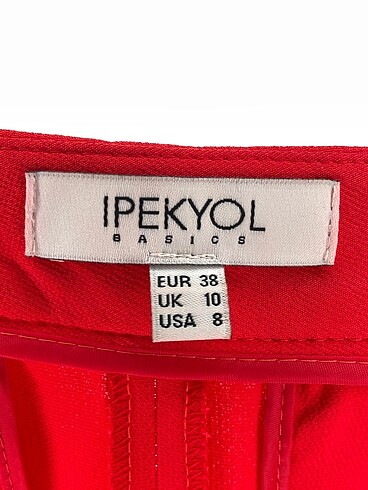 IPEKYOL
BASICS
EUR 38
UK 10
USA 8